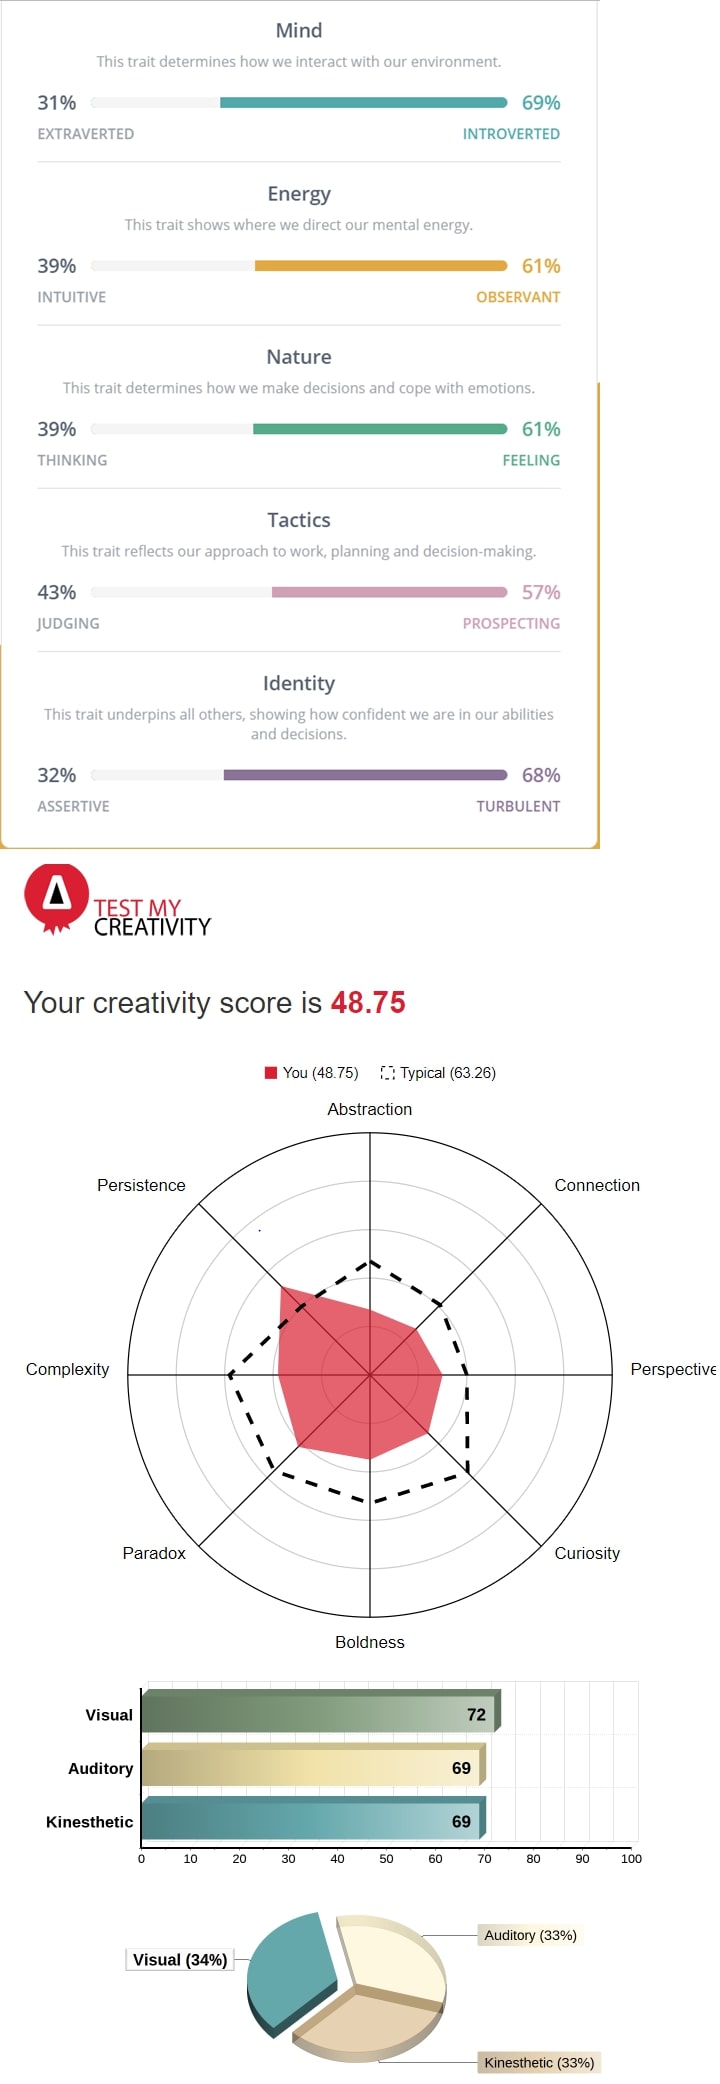 Mind
This trait determines how we interact with our environment.
31% 69%
EXTRAVERTED INTROVERTED
Energy
This trait shows where we direct our mental energy.
39% 61%
INTUITIVE OBSERVANT
Nature
This trait determines how we make decisions and cope with emotions.
39% 61%
THINKING FEELING
Tactics
This trait reflects our approach to work, planning and decision-making.
43% 57%
JUDGING PROSPECTING
Identity
This trait underpins all others, showing how confident we are in our abilities
and decisions.
32% 68%
ASSERTIVE TURBULENT
TEST MY
CREATIVITY
Your creativity score is 48.75
You (48.75) Typical (63.26)
Abstraction
Persistence Connection
Complexity Perspective
Paradox Curiosity
Boldness
Visual 72
Auditory 69
Kinesthetic 69
0 10 20 30 40 50 60 70 80 90 100
Auditory (33%)
Visual (34%)
Kinesthetic (33%)